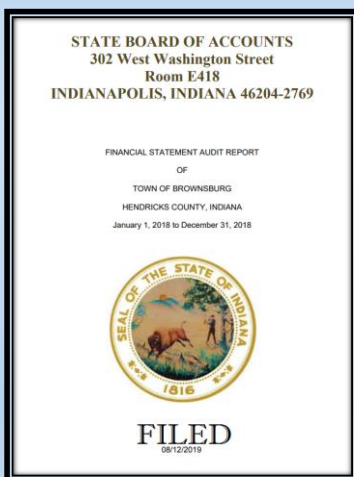 STATE BOARD OF ACCOUNTS
302 West Washington Street
Room E418
INDIANAPOLIS, INDIANA 46204-2769
FINANCIAL STATEMENT AUDIT REPORT
OF
TOWN OF BROWNSBURG
HENDRICKS COUNTY, INDIANA
January 1, 2018 to December 31, 2018
SEAL OF THE STATE OF INDIANA
1816
FILED
08/12/2019